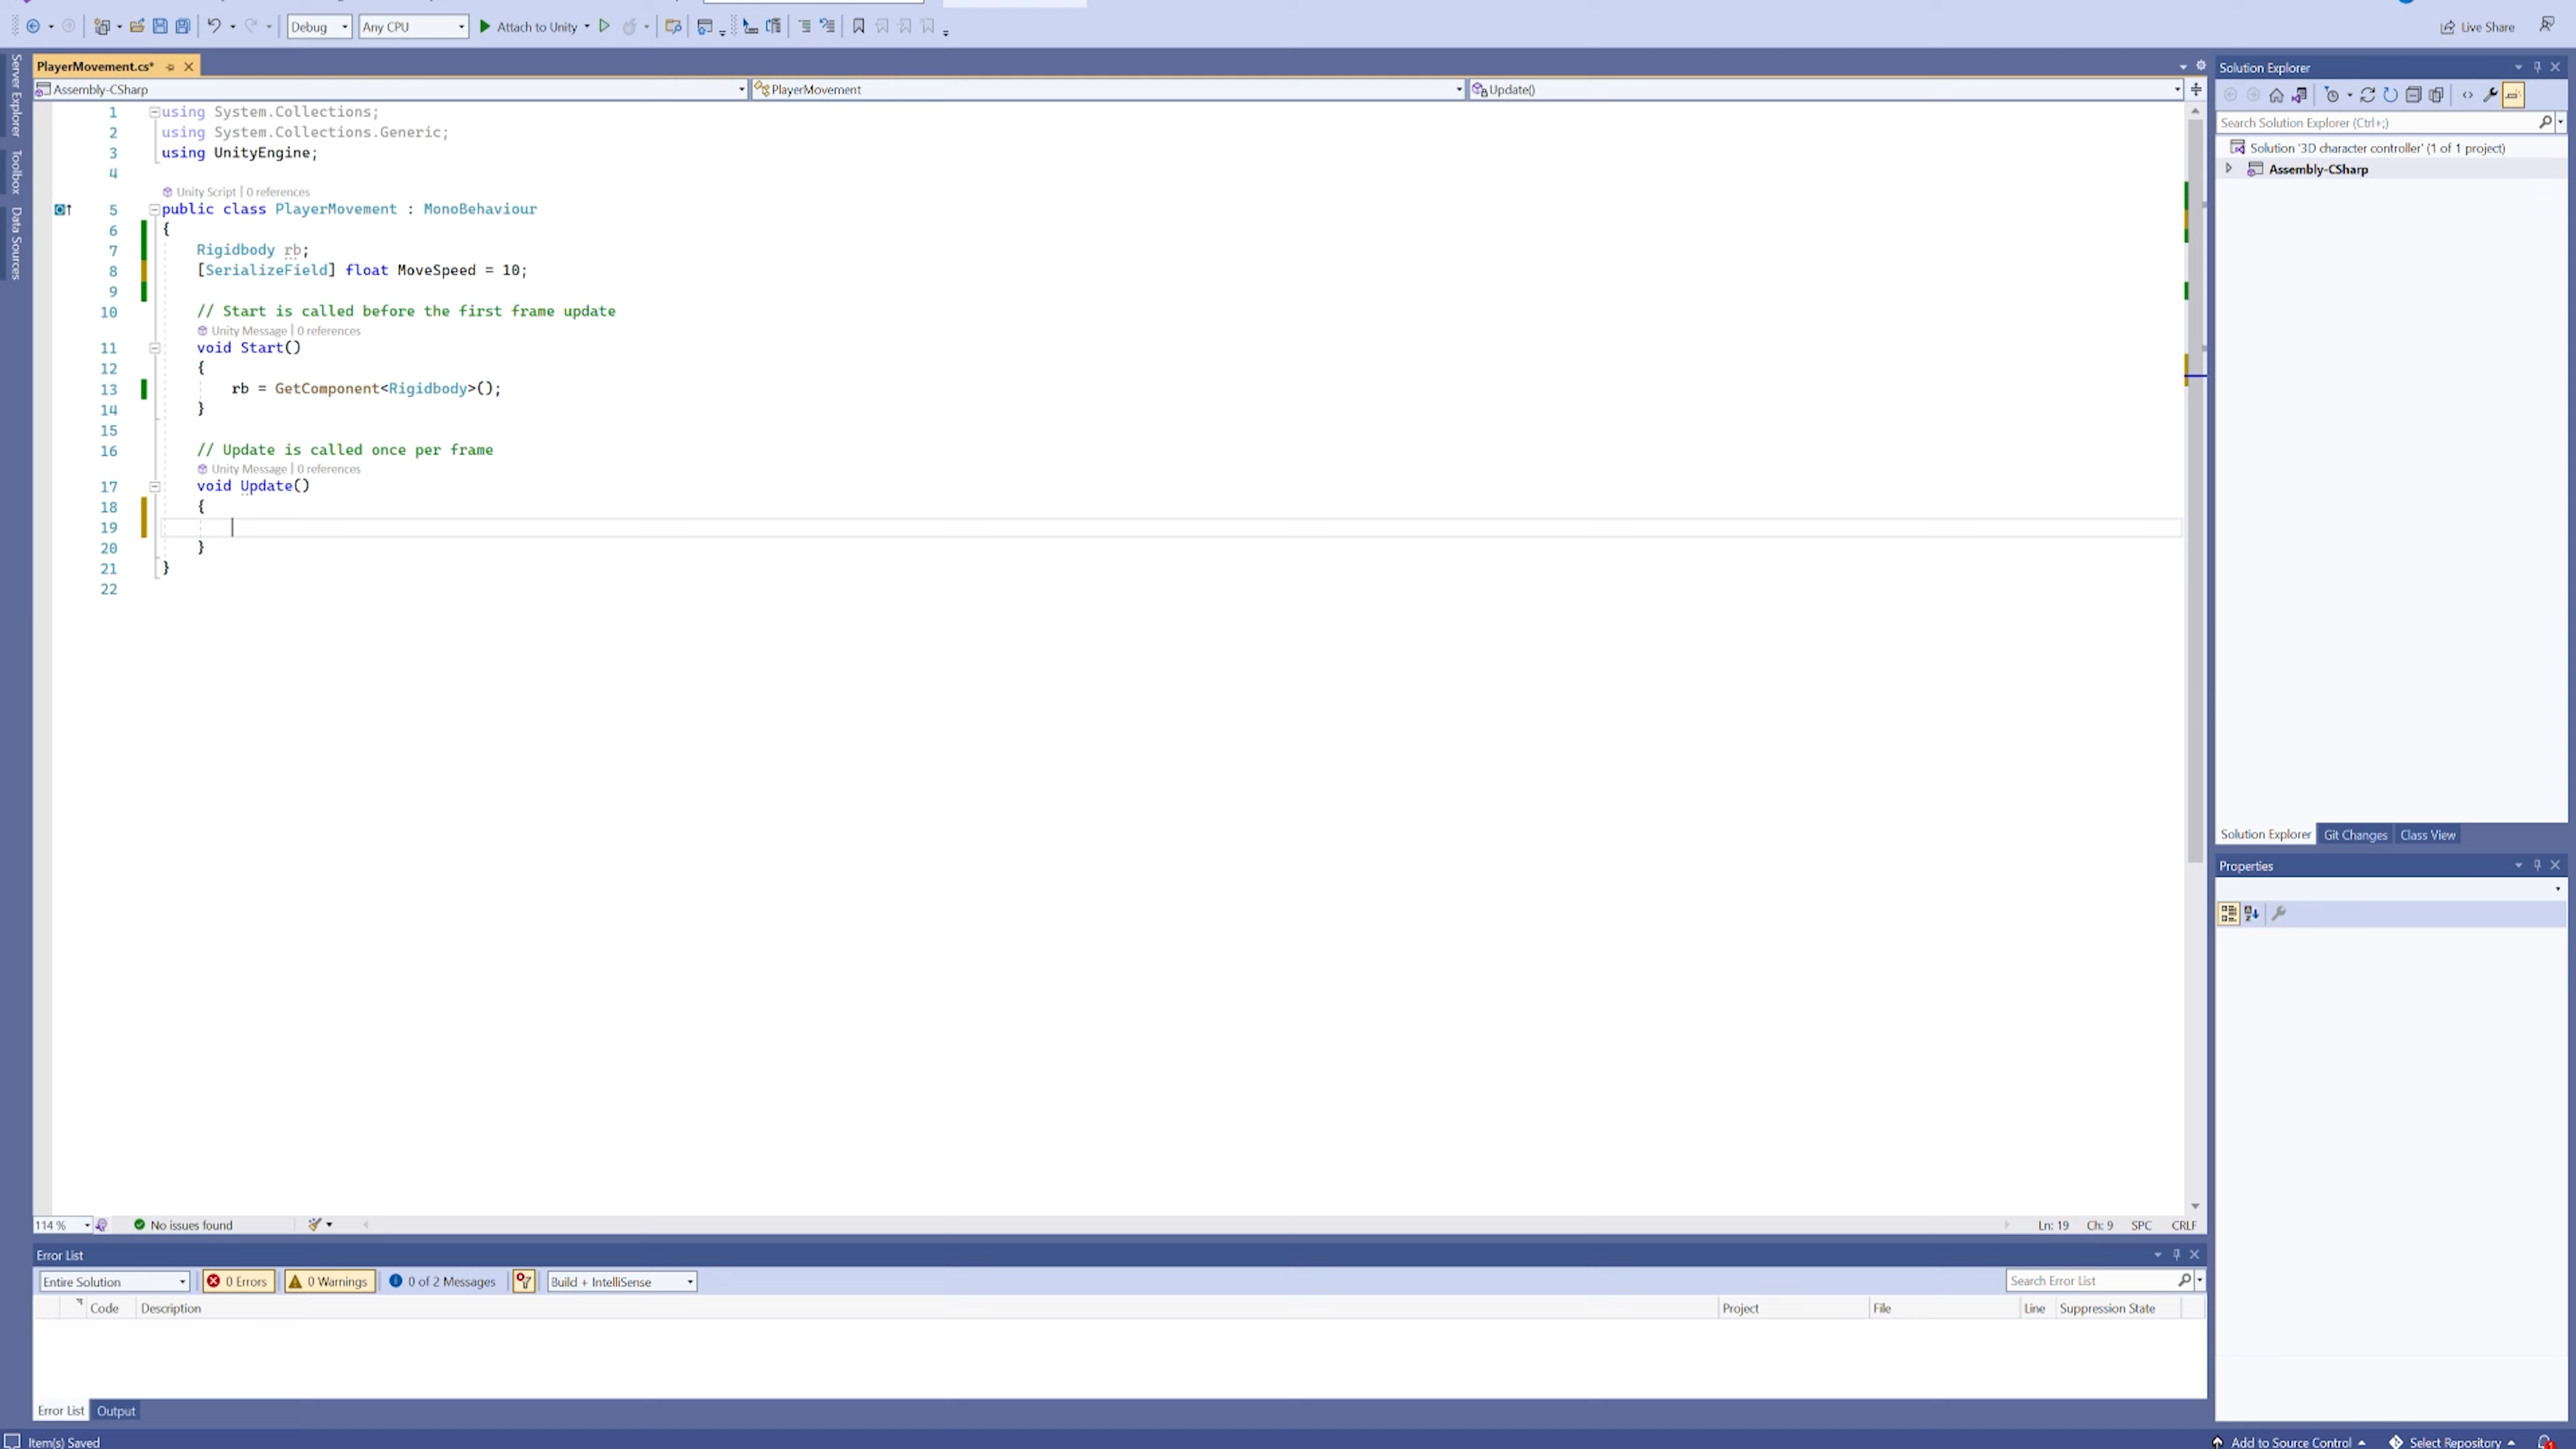 Debug
Any CPU
Attach to Unity
Live Share
Server Explorer
Toolbox
Data Sources
PlayerMovement.cs*
Assembly-CSharp
PlayerMovement
Update()
1 using System.Collections;
2 using System.Collections.Generic;
3 using UnityEngine;
4
Unity Script | 0 references
5 public class PlayerMovement : MonoBehaviour
6 {
7 Rigidbody rb;
8 [SerializeField] float MoveSpeed = 10;
9
10 // Start is called before the first frame update
Unity Message | 0 references
11 void Start()
12 {
13 rb = GetComponent<Rigidbody>();
14 }
15
16 // Update is called once per frame
Unity Message | 0 references
17 void Update()
18 {
19
20 }
21 }
22
114 %
No issues found
Ln: 19 Ch: 9 SPC CRLF
Error List
Entire Solution
0 Errors
0 Warnings
0 of 2 Messages
Build + IntelliSense
Search Error List
Code Description Project File Line Suppression State
Error List Output
Item(s) Saved
Solution Explorer
Search Solution Explorer (Ctrl+;)
Solution '3D character controller' (1 of 1 project)
Assembly-CSharp
Solution Explorer Git Changes Class View
Properties
Add to Source Control
Select Repository